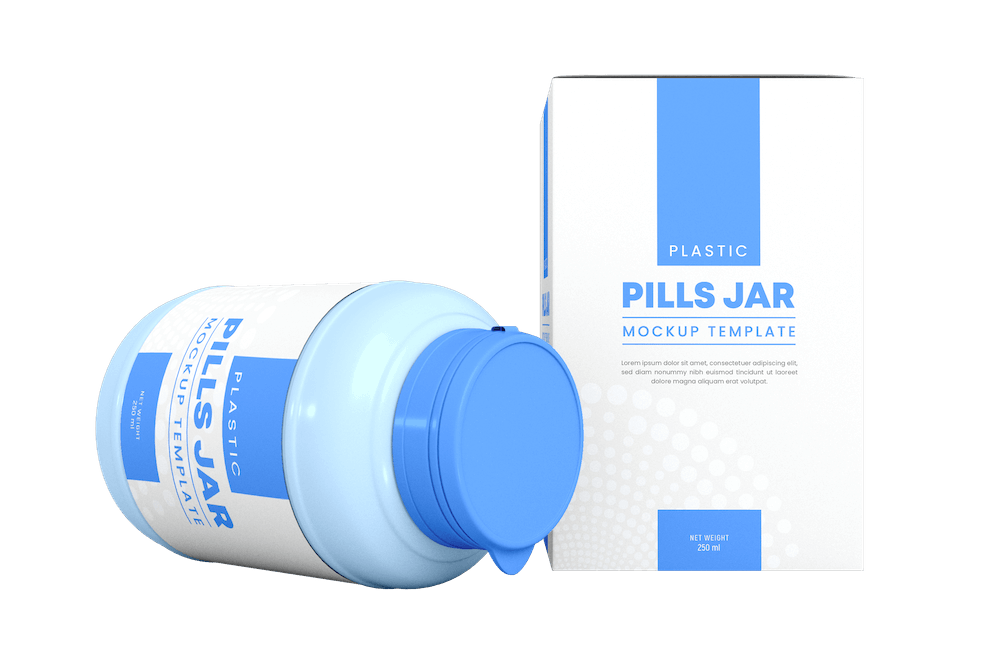 PLASTIC
PILLS JAR
MOCKUP TEMPLATE
NET WEIGHT
250 ml
PLASTIC
PILLS JAR
MOCKUP TEMPLATE
Lorem ipsum dolor sit amet, consectetuer adipiscing elit,
sed diam nonummy nibh euismod tincidunt ut laoreet
dolore magna aliquam erat volutpat.
NET WEIGHT
250 ml